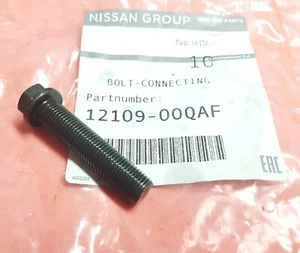 NISSAN GROUP
10
BOLT-CONNECTING
Partnumber:
12109-00QAF
EAC